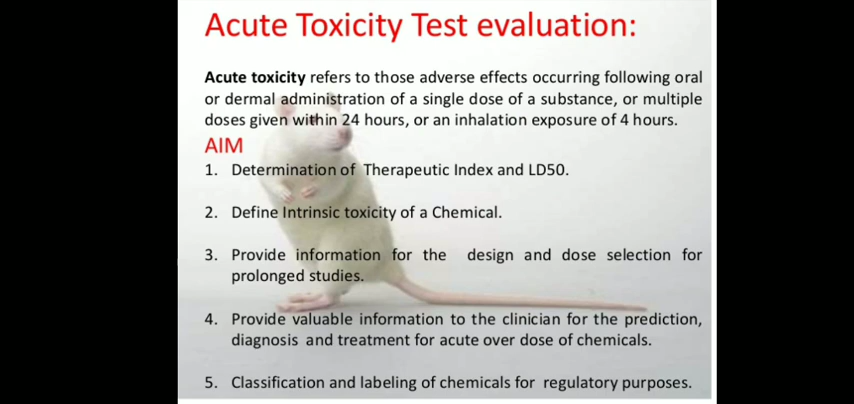 Acute Toxicity Test evaluation:
Acute toxicity refers to those adverse effects occurring following oral
or dermal administration of a single dose of a substance, or multiple
doses given within 24 hours, or an inhalation exposure of 4 hours.
AIM
1. Determination of Therapeutic Index and LD50.
2. Define Intrinsic toxicity of a Chemical.
3. Provide information for the design and dose selection for
prolonged studies.
4. Provide valuable information to the clinician for the prediction,
diagnosis and treatment for acute over dose of chemicals.
5. Classification and labeling of chemicals for regulatory purposes.